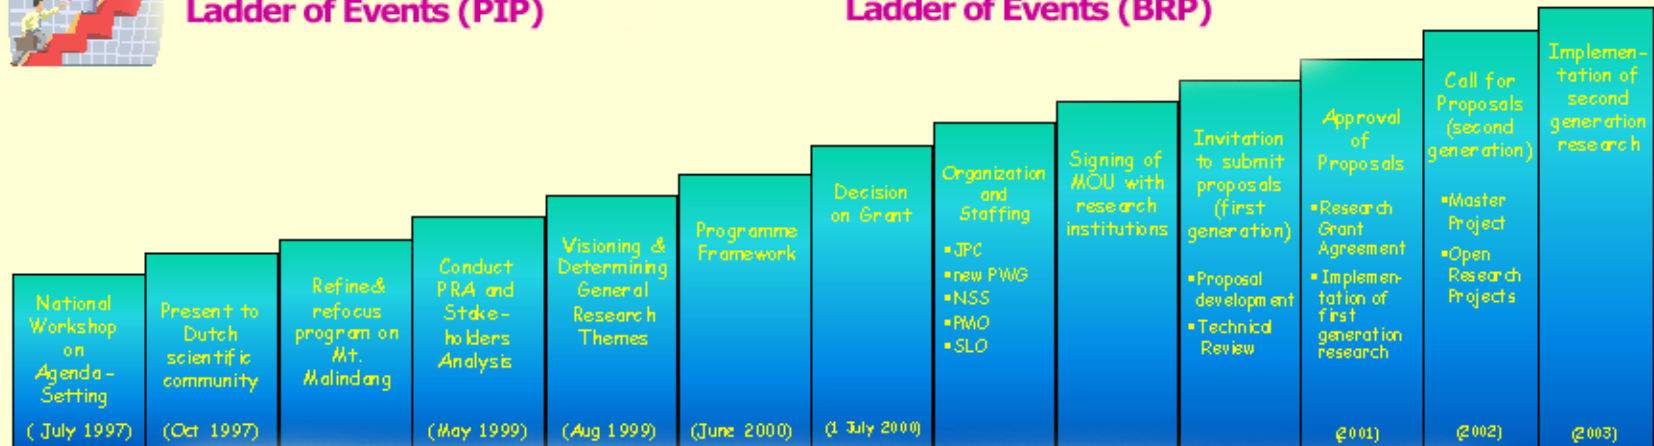 Ladder of Events (PIP)
Ladder of Events (BRP)
National
Workshop
on
Agenda-
Setting
( July 1997)
Present to
Dutch
scientific
community
(Oct 1997)
Refine&
refocus
program on
Mt.
Malindang
Conduct
PRA and
Stake-
holders
Analysis
(May 1999)
Visioning &
Determining
General
Research
Themes
(Aug 1999)
Programme
Framework
(June 2000)
Decision
on Grant
(1 July 2000)
Organization
and
Staffing
▪JPC
▪new PWG
▪NSS
▪PMO
▪SLO
Signing of
MOU with
research
institutions
Invitation
to submit
proposals
(first
generation)
▪Proposal
development
▪Technical
Review
Approval
of
Proposals
▪Research
Grant
Agreement
▪Implemen-
tation of
first
generation
research
(2001)
Call for
Proposals
(second
generation)
▪Master
Project
▪Open
Research
Projects
(2002)
Implemen-
tation of
second
generation
research
(2003)